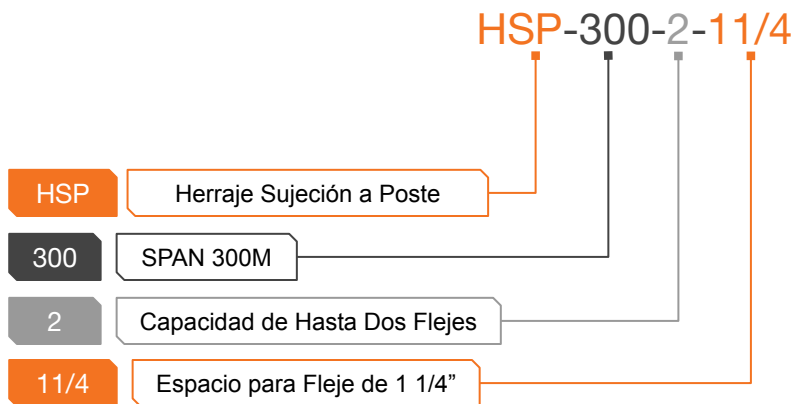 HSP-300-2-11/4
HSP Herraje Sujeción a Poste
300 SPAN 300M
2 Capacidad de Hasta Dos Flejes
11/4 Espacio para Fleje de 1 1/4”